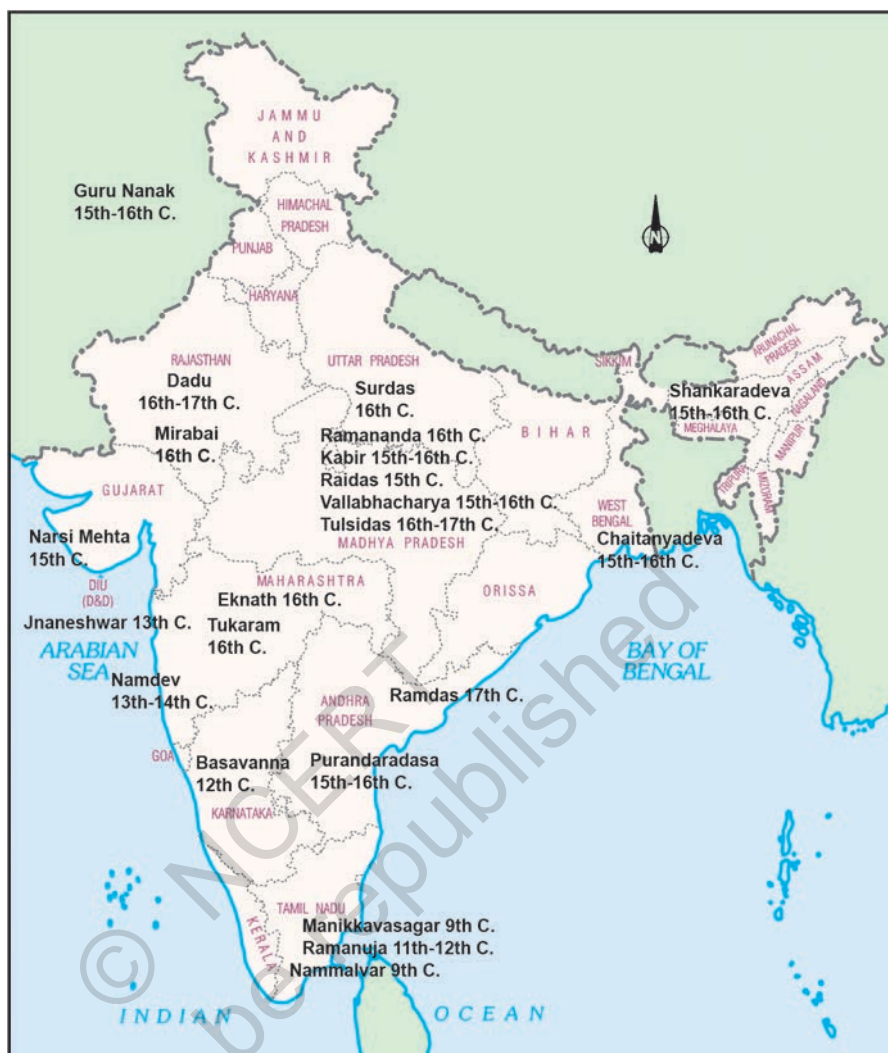 JAMMU
AND
KASHMIR
Guru Nanak
15th-16th C.
HIMACHAL
PRADESH
PUNJAB
HARYANA
N
RAJASTHAN
Dadu
16th-17th C.
Mirabai
16th C.
UTTAR PRADESH
Surdas
16th C.
Ramananda 16th C.
Kabir 15th-16th C.
Raidas 15th C.
Vallabhacharya 15th-16th C.
Tulsidas 16th-17th C.
MADHYA PRADESH
BIHAR
SIKKIM
ARUNACHAL
PRADESH
ASSAM
NAGALAND
Shankaradeva
15th-16th C.
MEGHALAYA
MANIPUR
TRIPURA
MIZORAM
WEST
BENGAL
Chaitanyadeva
15th-16th C.
GUJARAT
Narsi Mehta
15th C.
DIU
(D&D)
Jnaneshwar 13th C.
MAHARASHTRA
Eknath 16th C.
Tukaram
16th C.
ORISSA
ARABIAN
SEA
BAY OF
BENGAL
Namdev
13th-14th C.
Ramdas 17th C.
ANDHRA
PRADESH
GOA
Basavanna
12th C.
Purandaradasa
15th-16th C.
KARNATAKA
TAMIL NADU
KERALA
Manikkavasagar 9th C.
Ramanuja 11th-12th C.
Nammalvar 9th C.
INDIAN OCEAN
© NCERT
be republished